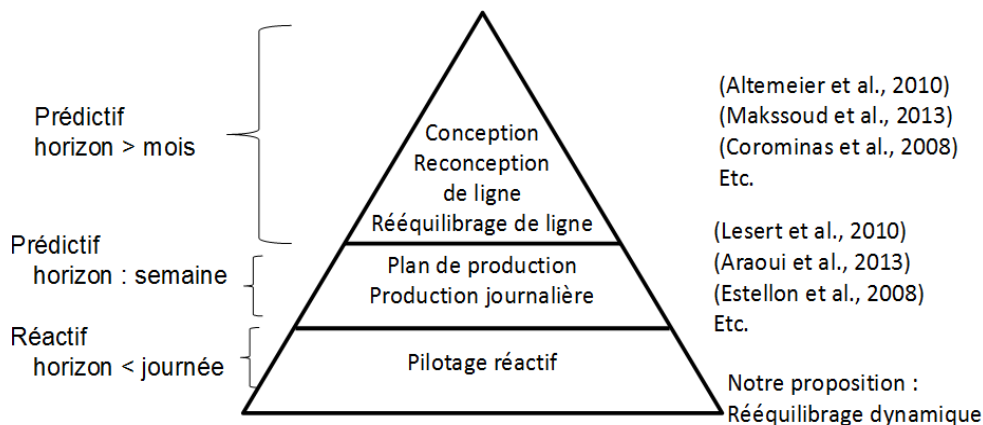 Prédictif
horizon > mois
Conception
Reconception
de ligne
Rééquilibrage de ligne
(Altemeier et al., 2010)
(Makssoud et al., 2013)
(Corominas et al., 2008)
Etc.
Prédictif
horizon : semaine
Plan de production
Production journalière
(Lesert et al., 2010)
(Araoui et al., 2013)
(Estellon et al., 2008)
Etc.
Réactif
horizon < journée
Pilotage réactif
Notre proposition :
Rééquilibrage dynamique